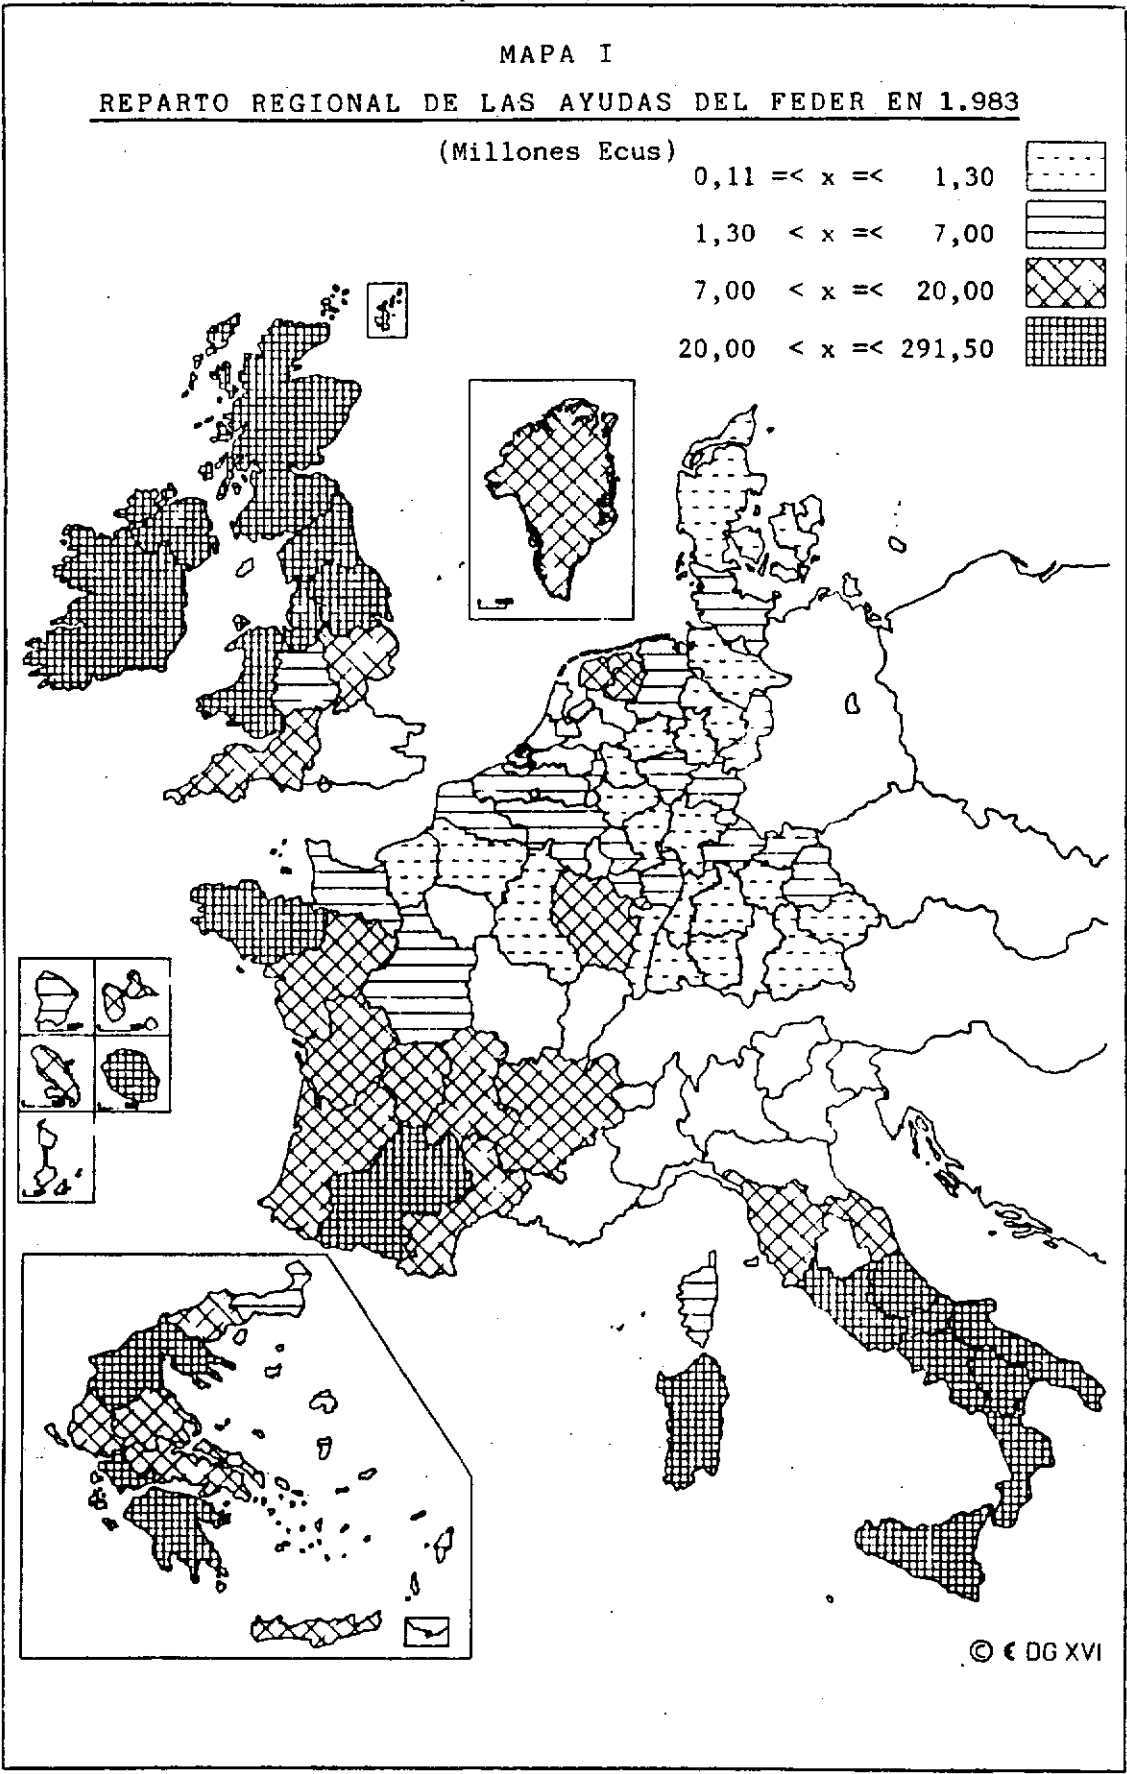 MAPA I
REPARTO REGIONAL DE LAS AYUDAS DEL FEDER EN 1.983
(Millones Ecus)
0,11 =< x =< 1,30
1,30 < x =< 7,00
7,00 < x =< 20,00
20,00 < x =< 291,50
© € DG XVI